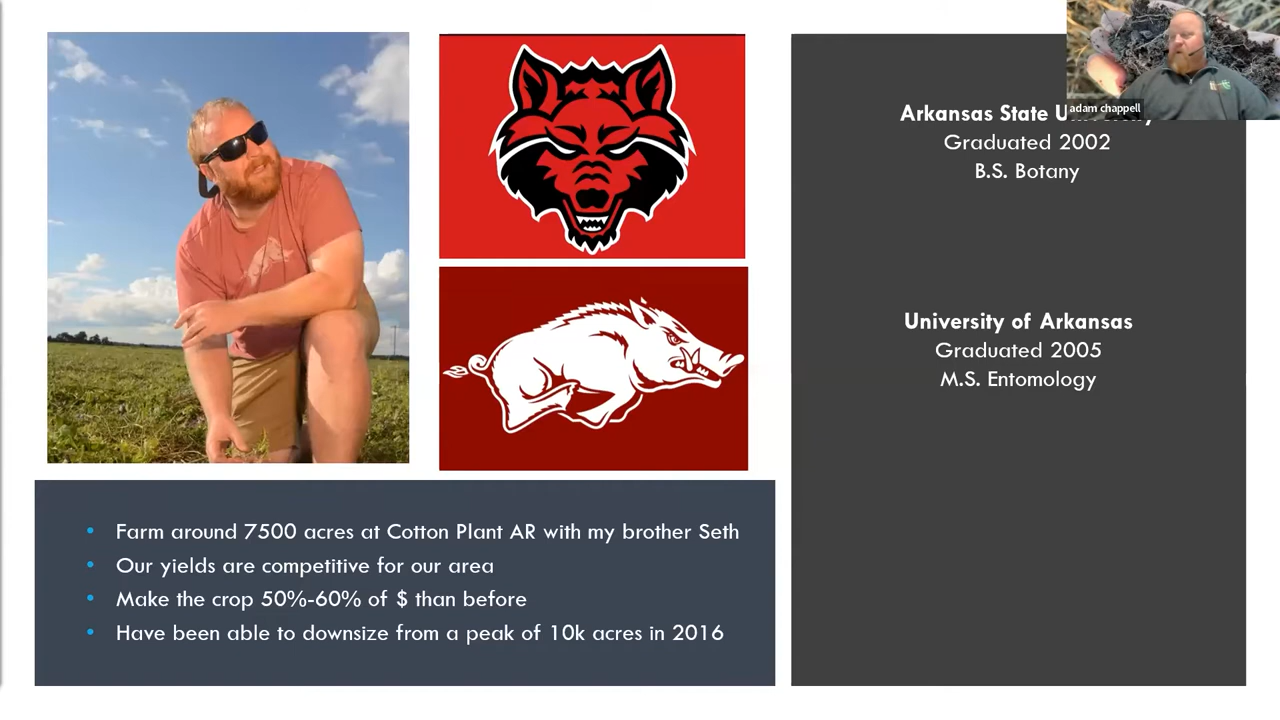 adam chappell
Arkansas State
Graduated 2002
B.S. Botany
University of Arkansas
Graduated 2005
M.S. Entomology
• Farm around 7500 acres at Cotton Plant AR with my brother Seth
• Our yields are competitive for our area
• Make the crop 50%-60% of $ than before
• Have been able to downsize from a peak of 10k acres in 2016